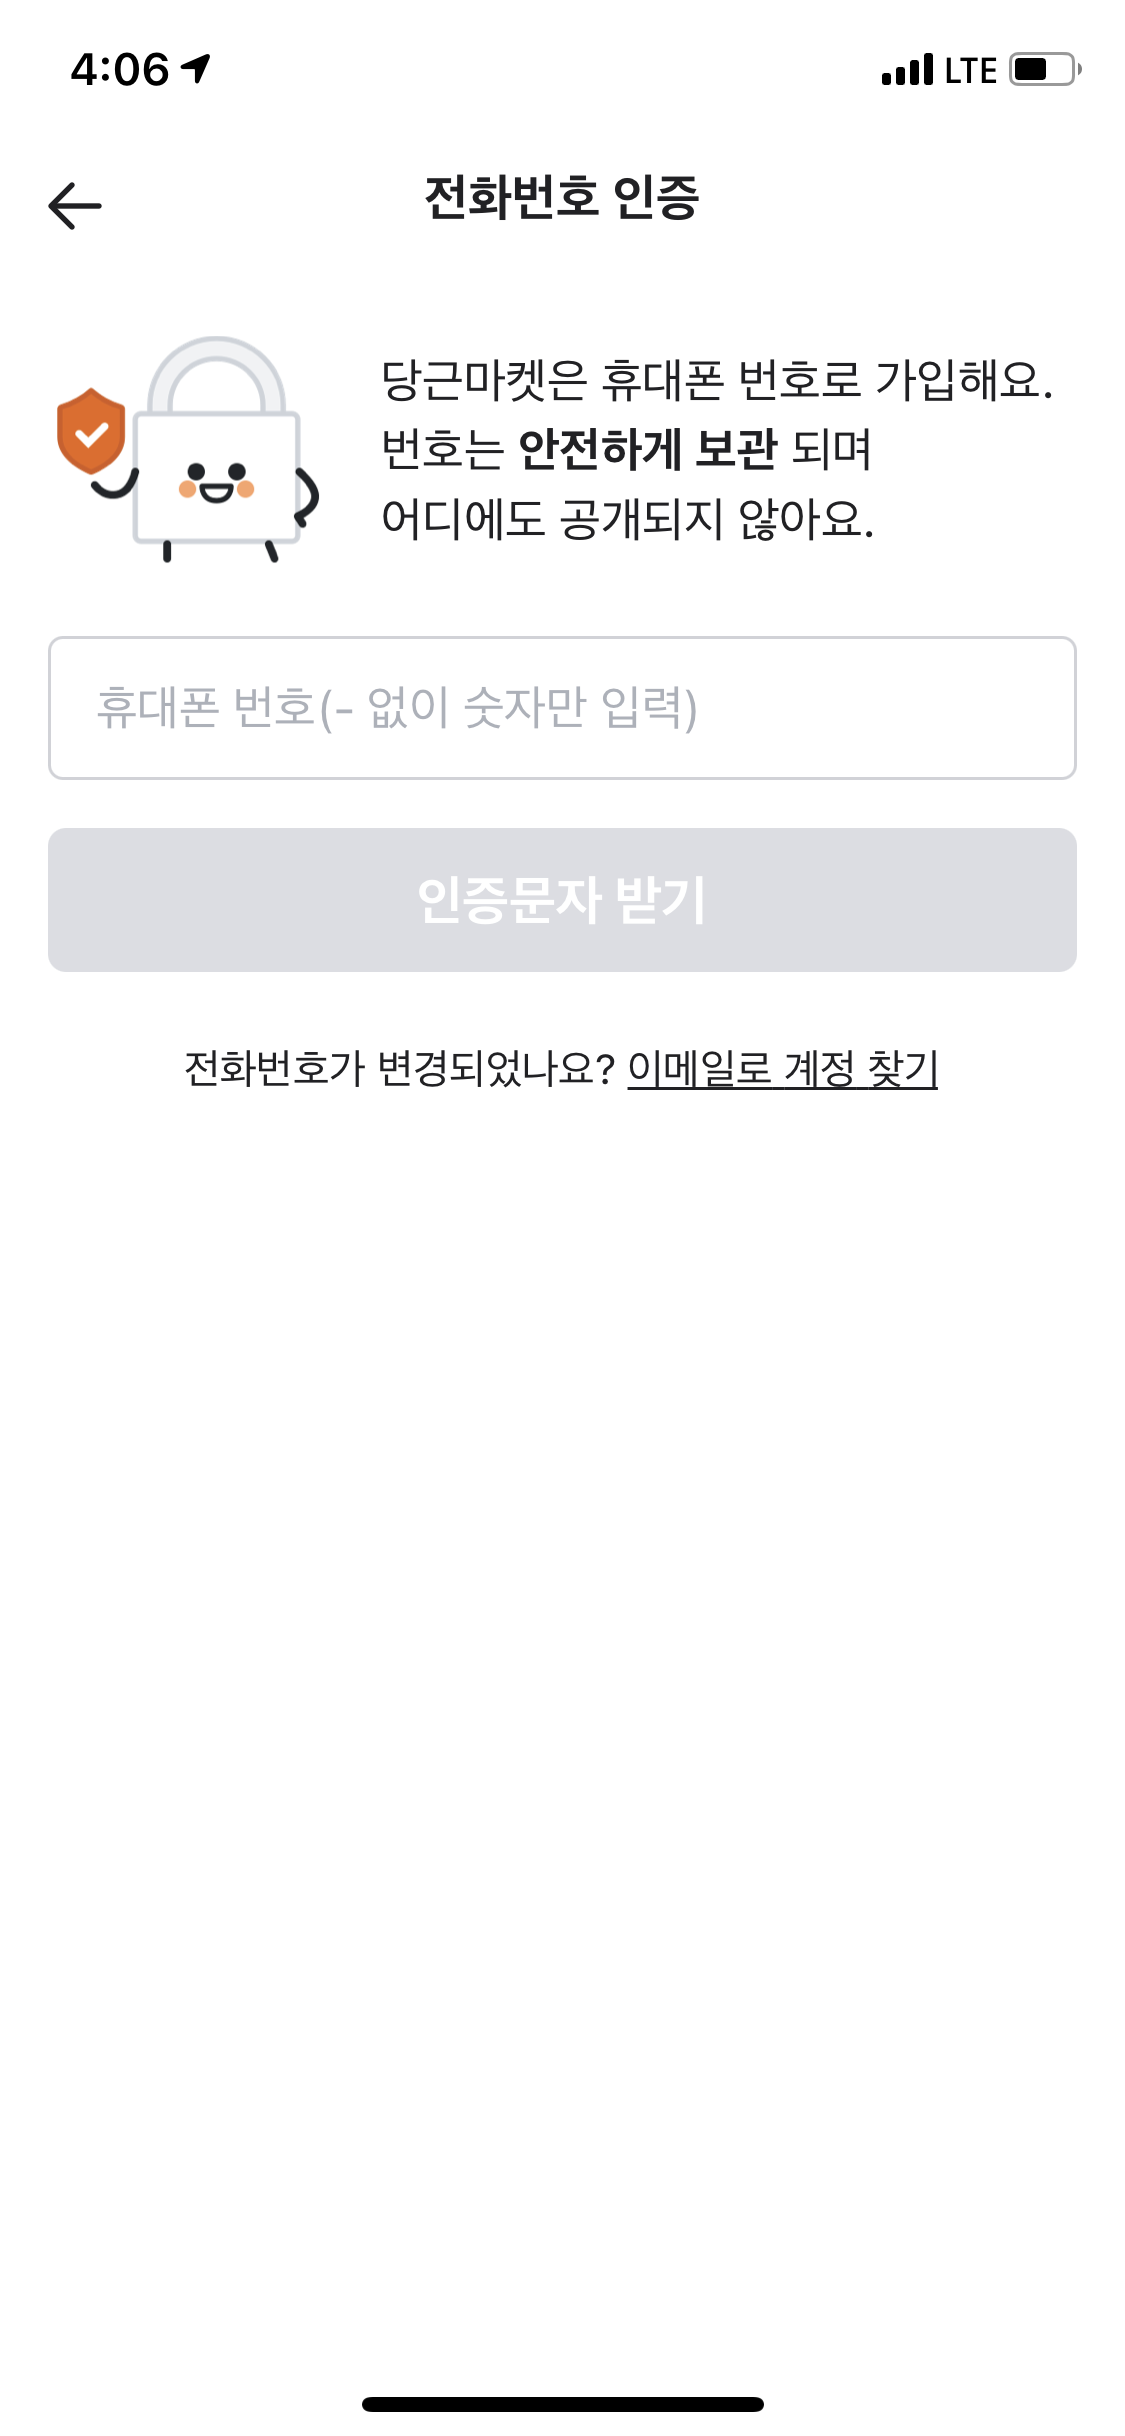 4:06
LTE
전화번호 인증
당근마켓은 휴대폰 번호로 가입해요.
번호는 안전하게 보관 되며
어디에도 공개되지 않아요.
휴대폰 번호(- 없이 숫자만 입력)
인증문자 받기
전화번호가 변경되었나요? 이메일로 계정 찾기